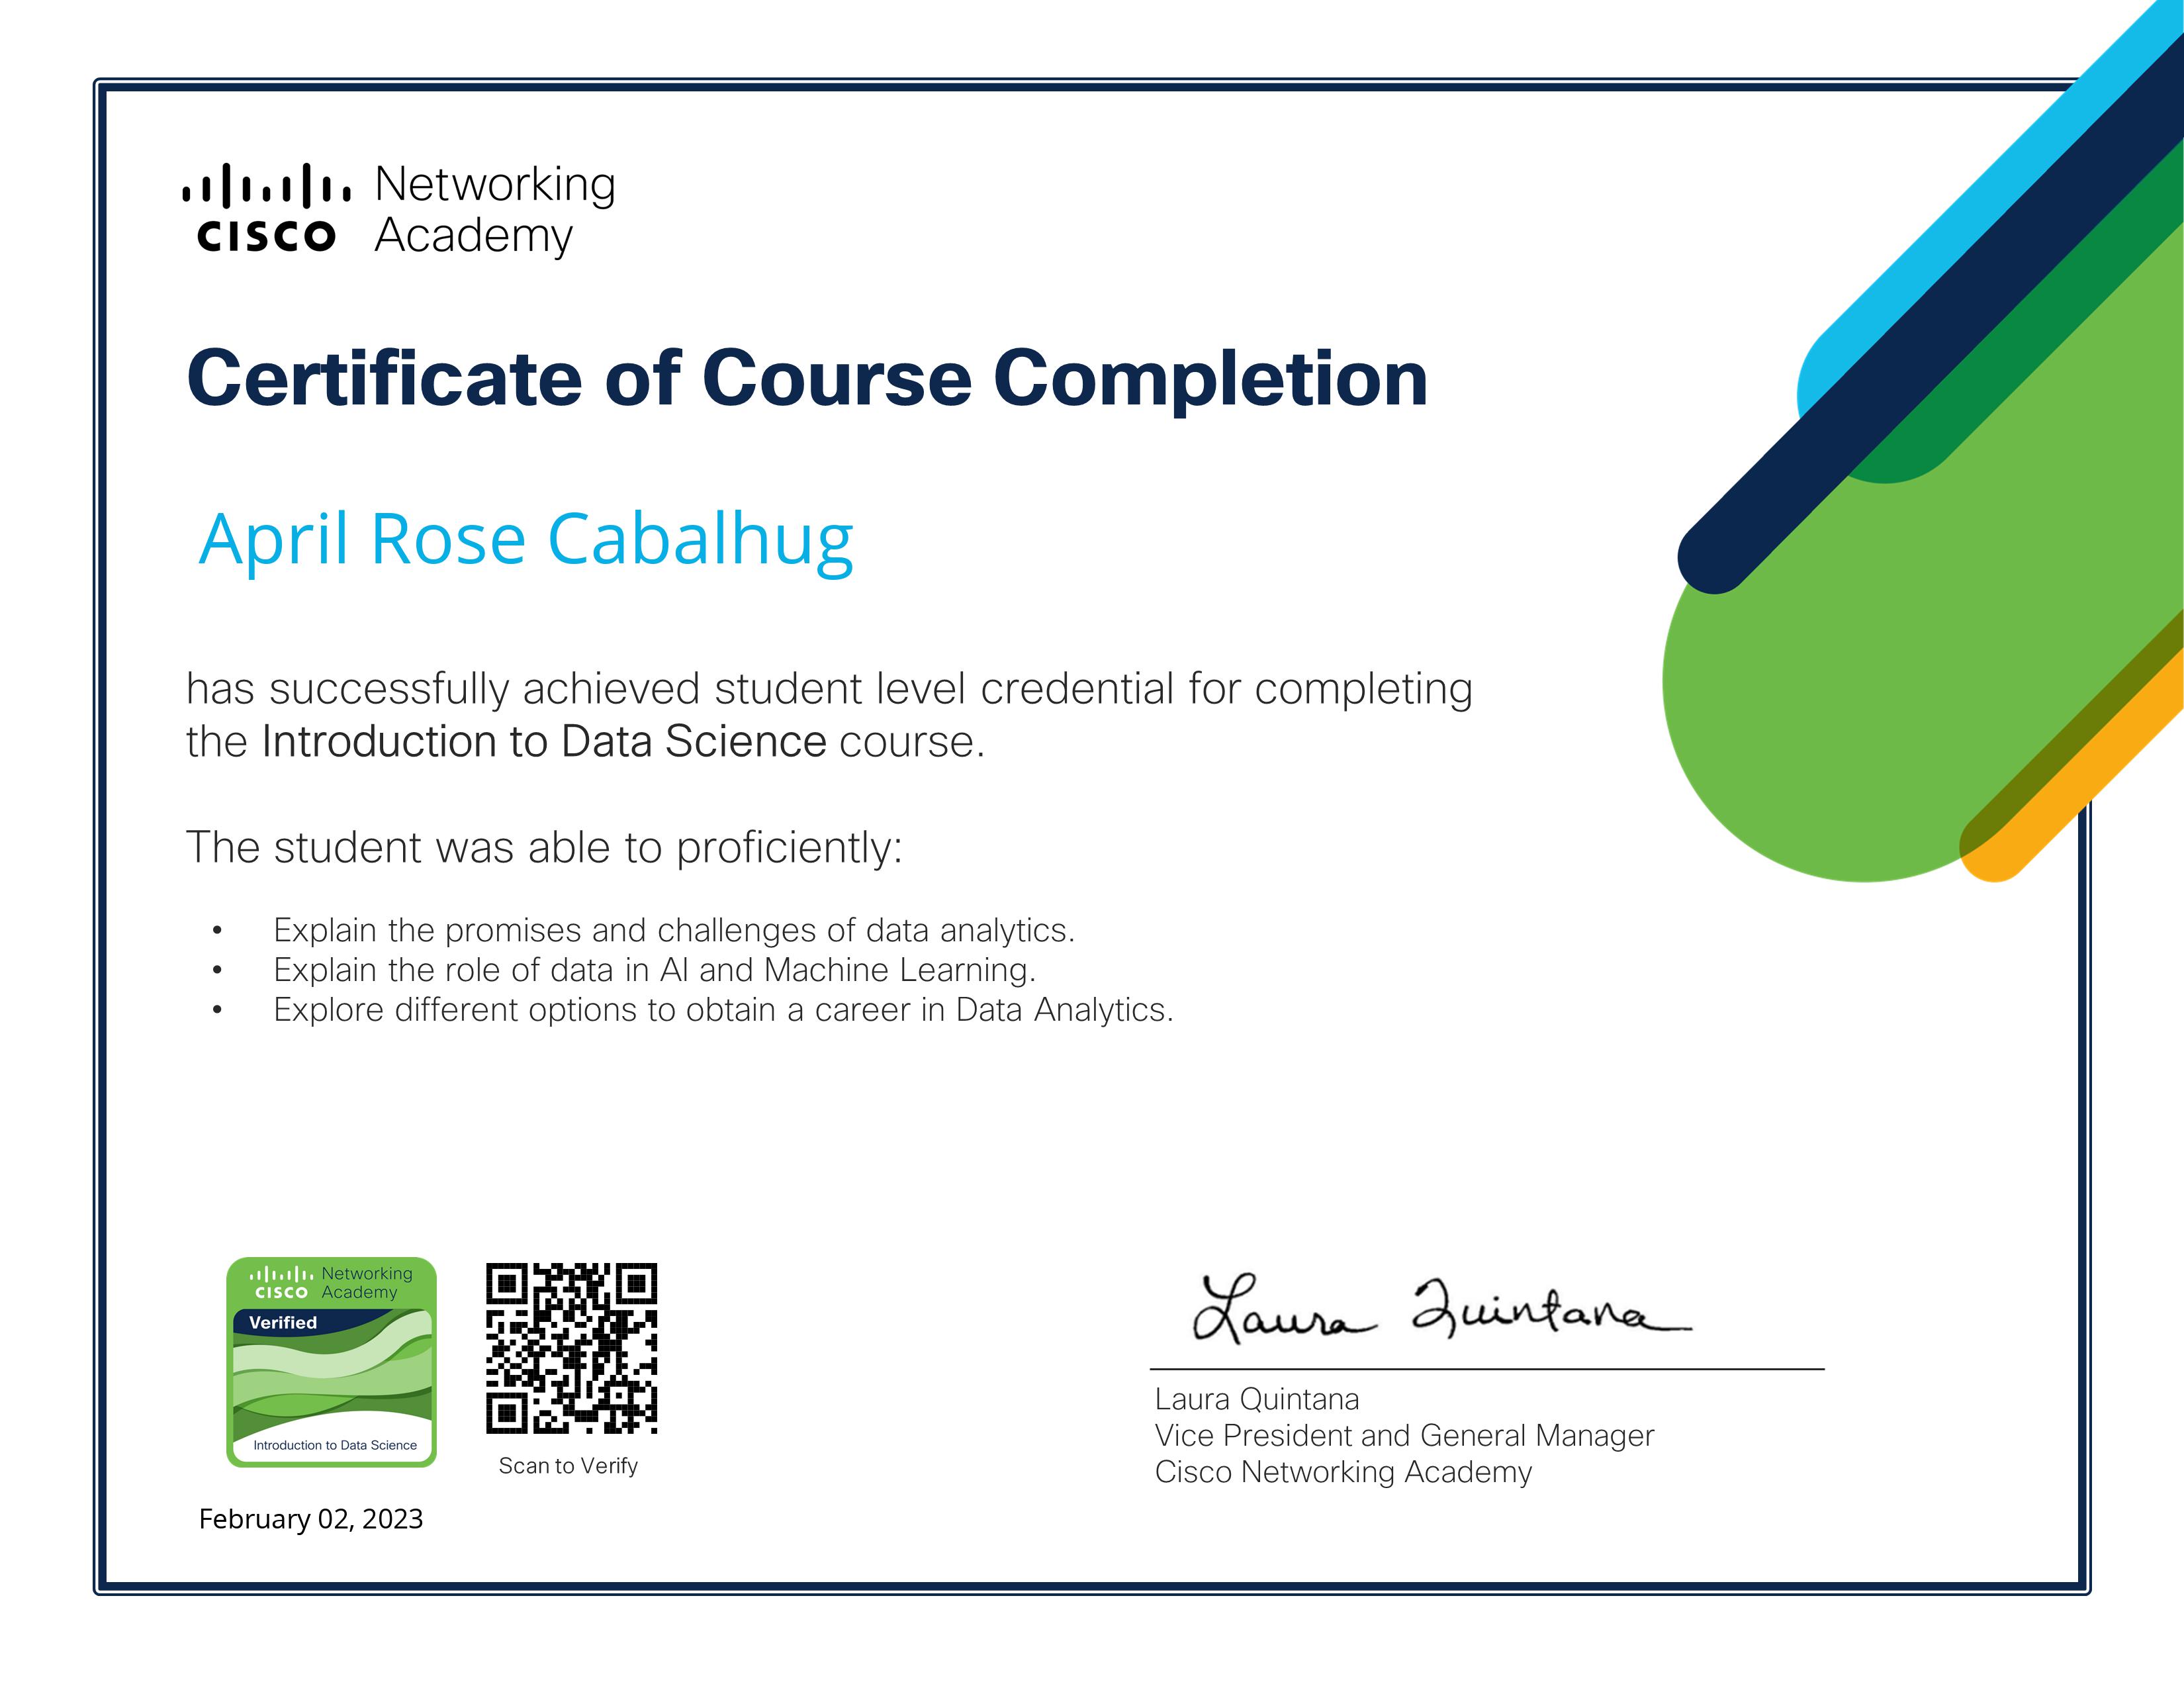 CISCO Networking
Academy
Certificate of Course Completion
April Rose Cabalhug
has successfully achieved student level credential for completing
the Introduction to Data Science course.
The student was able to proficiently:
• Explain the promises and challenges of data analytics.
• Explain the role of data in AI and Machine Learning.
• Explore different options to obtain a career in Data Analytics.
CISCO Networking
Academy
Verified
Introduction to Data Science
Scan to Verify
February 02, 2023
Laura Quintana
Laura Quintana
Vice President and General Manager
Cisco Networking Academy